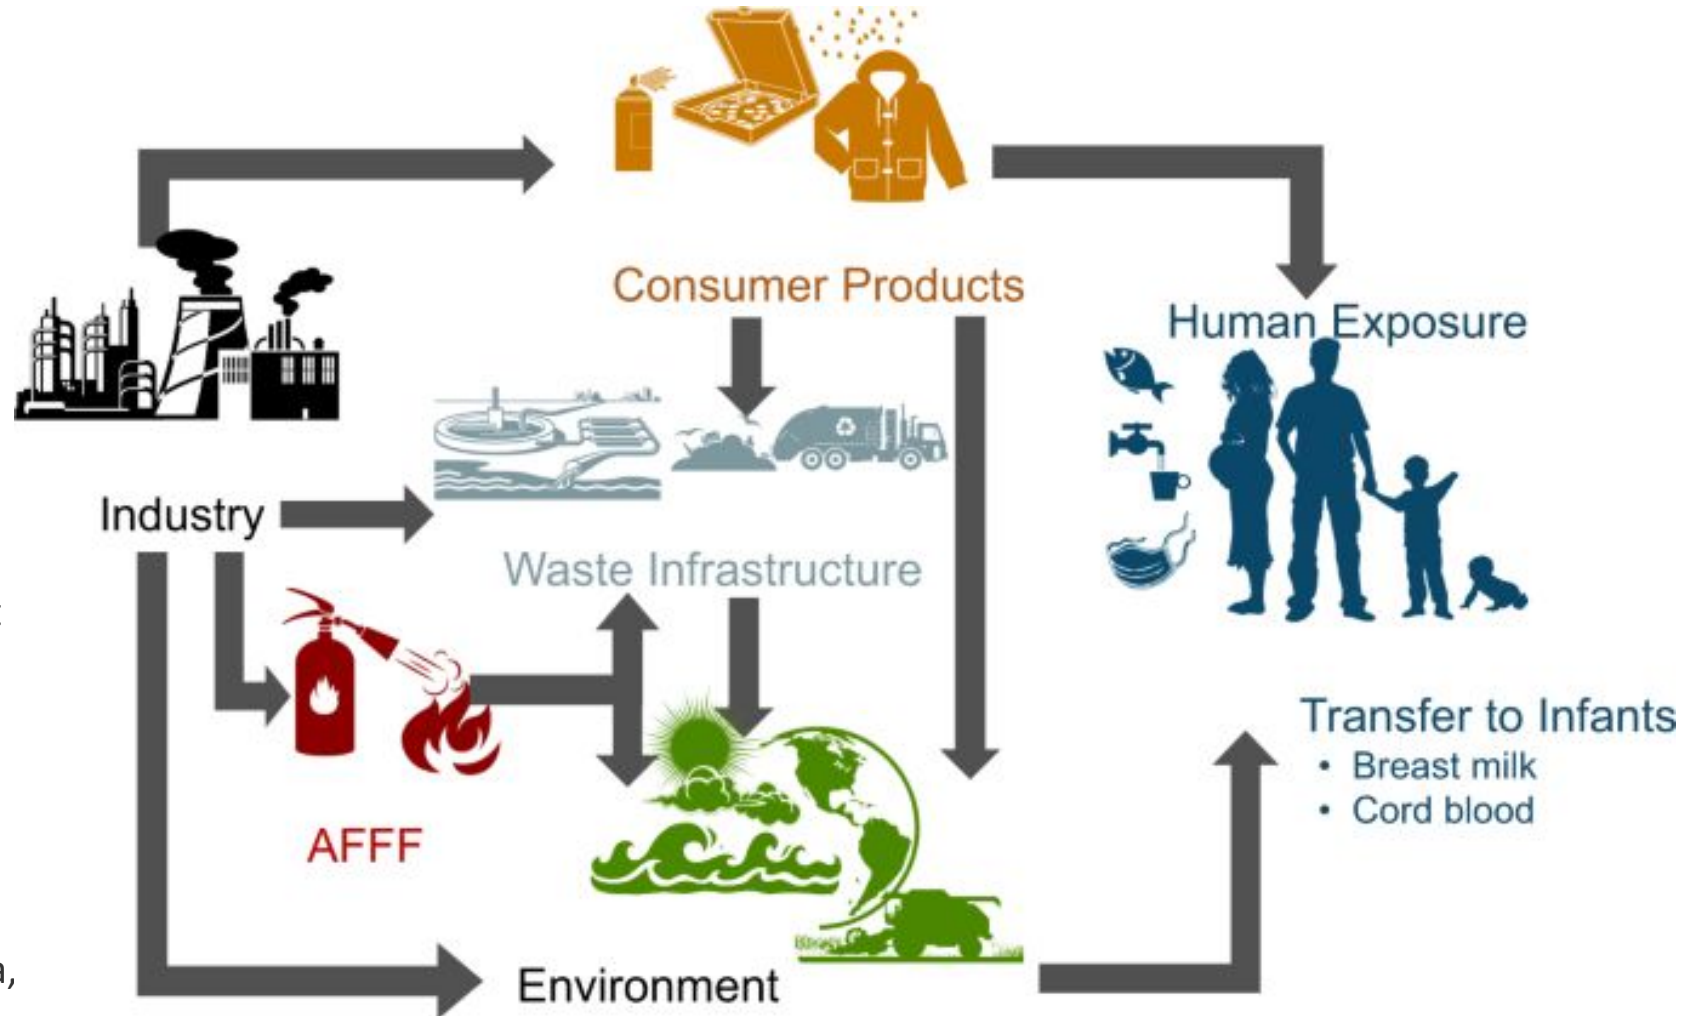 Consumer Products
Human Exposure
Industry
Waste Infrastructure
Transfer to Infants
• Breast milk
• Cord blood
AFFF
a,
Environment